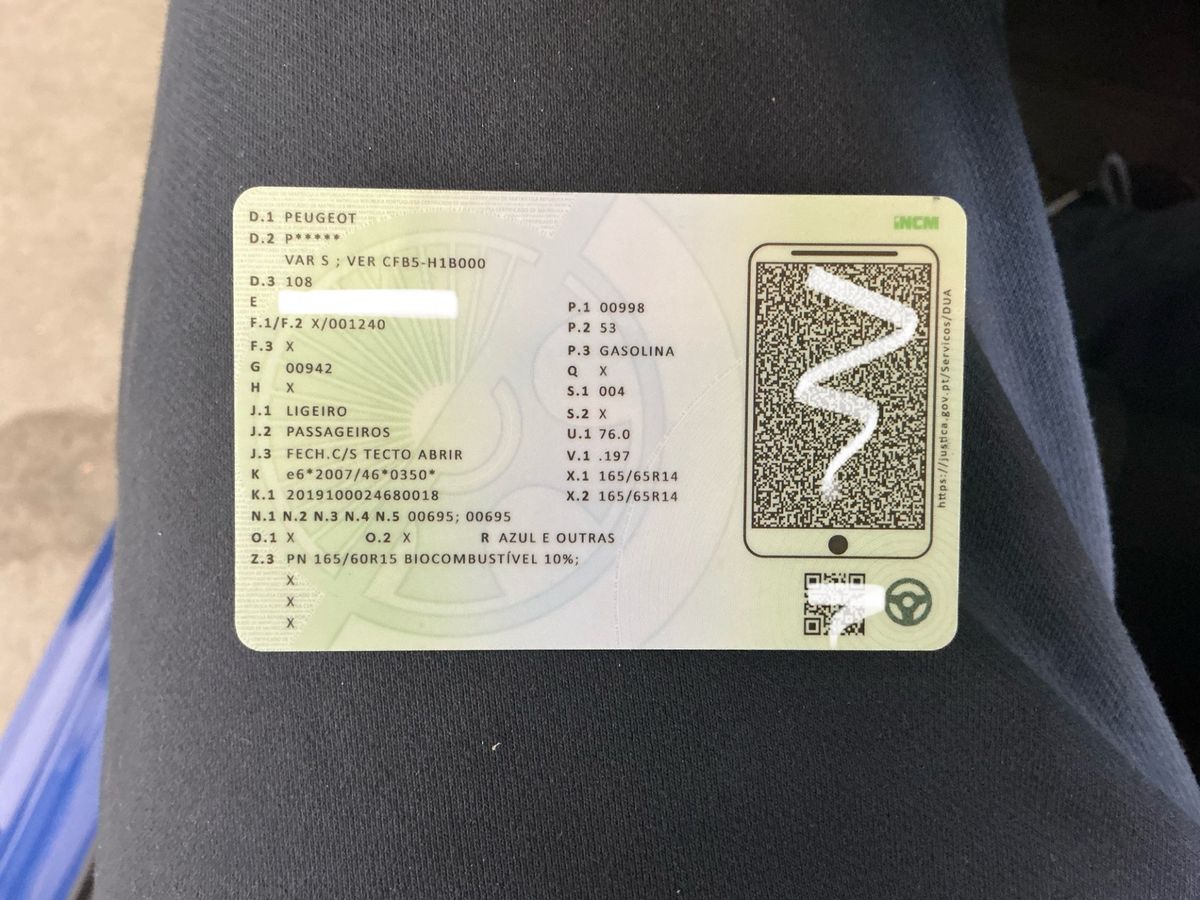 D.1 PEUGEOT
D.2 P*****
VAR S ; VER CFB5-H1B000
D.3 108
E
F.1/F.2 X/001240
F.3 X
G 00942
H X
J.1 LIGEIRO
J.2 PASSAGEIROS
J.3 FECH.C/S TECTO ABRIR
K e6*2007/46*0350*
K.1 2019100024680018
N.1 N.2 N.3 N.4 N.5 00695; 00695
O.1 X O.2 X R AZUL E OUTRAS
Z.3 PN 165/60R15 BIOCOMBUSTÍVEL 10%;
X
X
X
P.1 00998
P.2 53
P.3 GASOLINA
Q X
S.1 004
S.2 X
U.1 76.0
V.1 .197
X.1 165/65R14
X.2 165/65R14
INCM
https://justica.gov.pt/Servicos/DUA